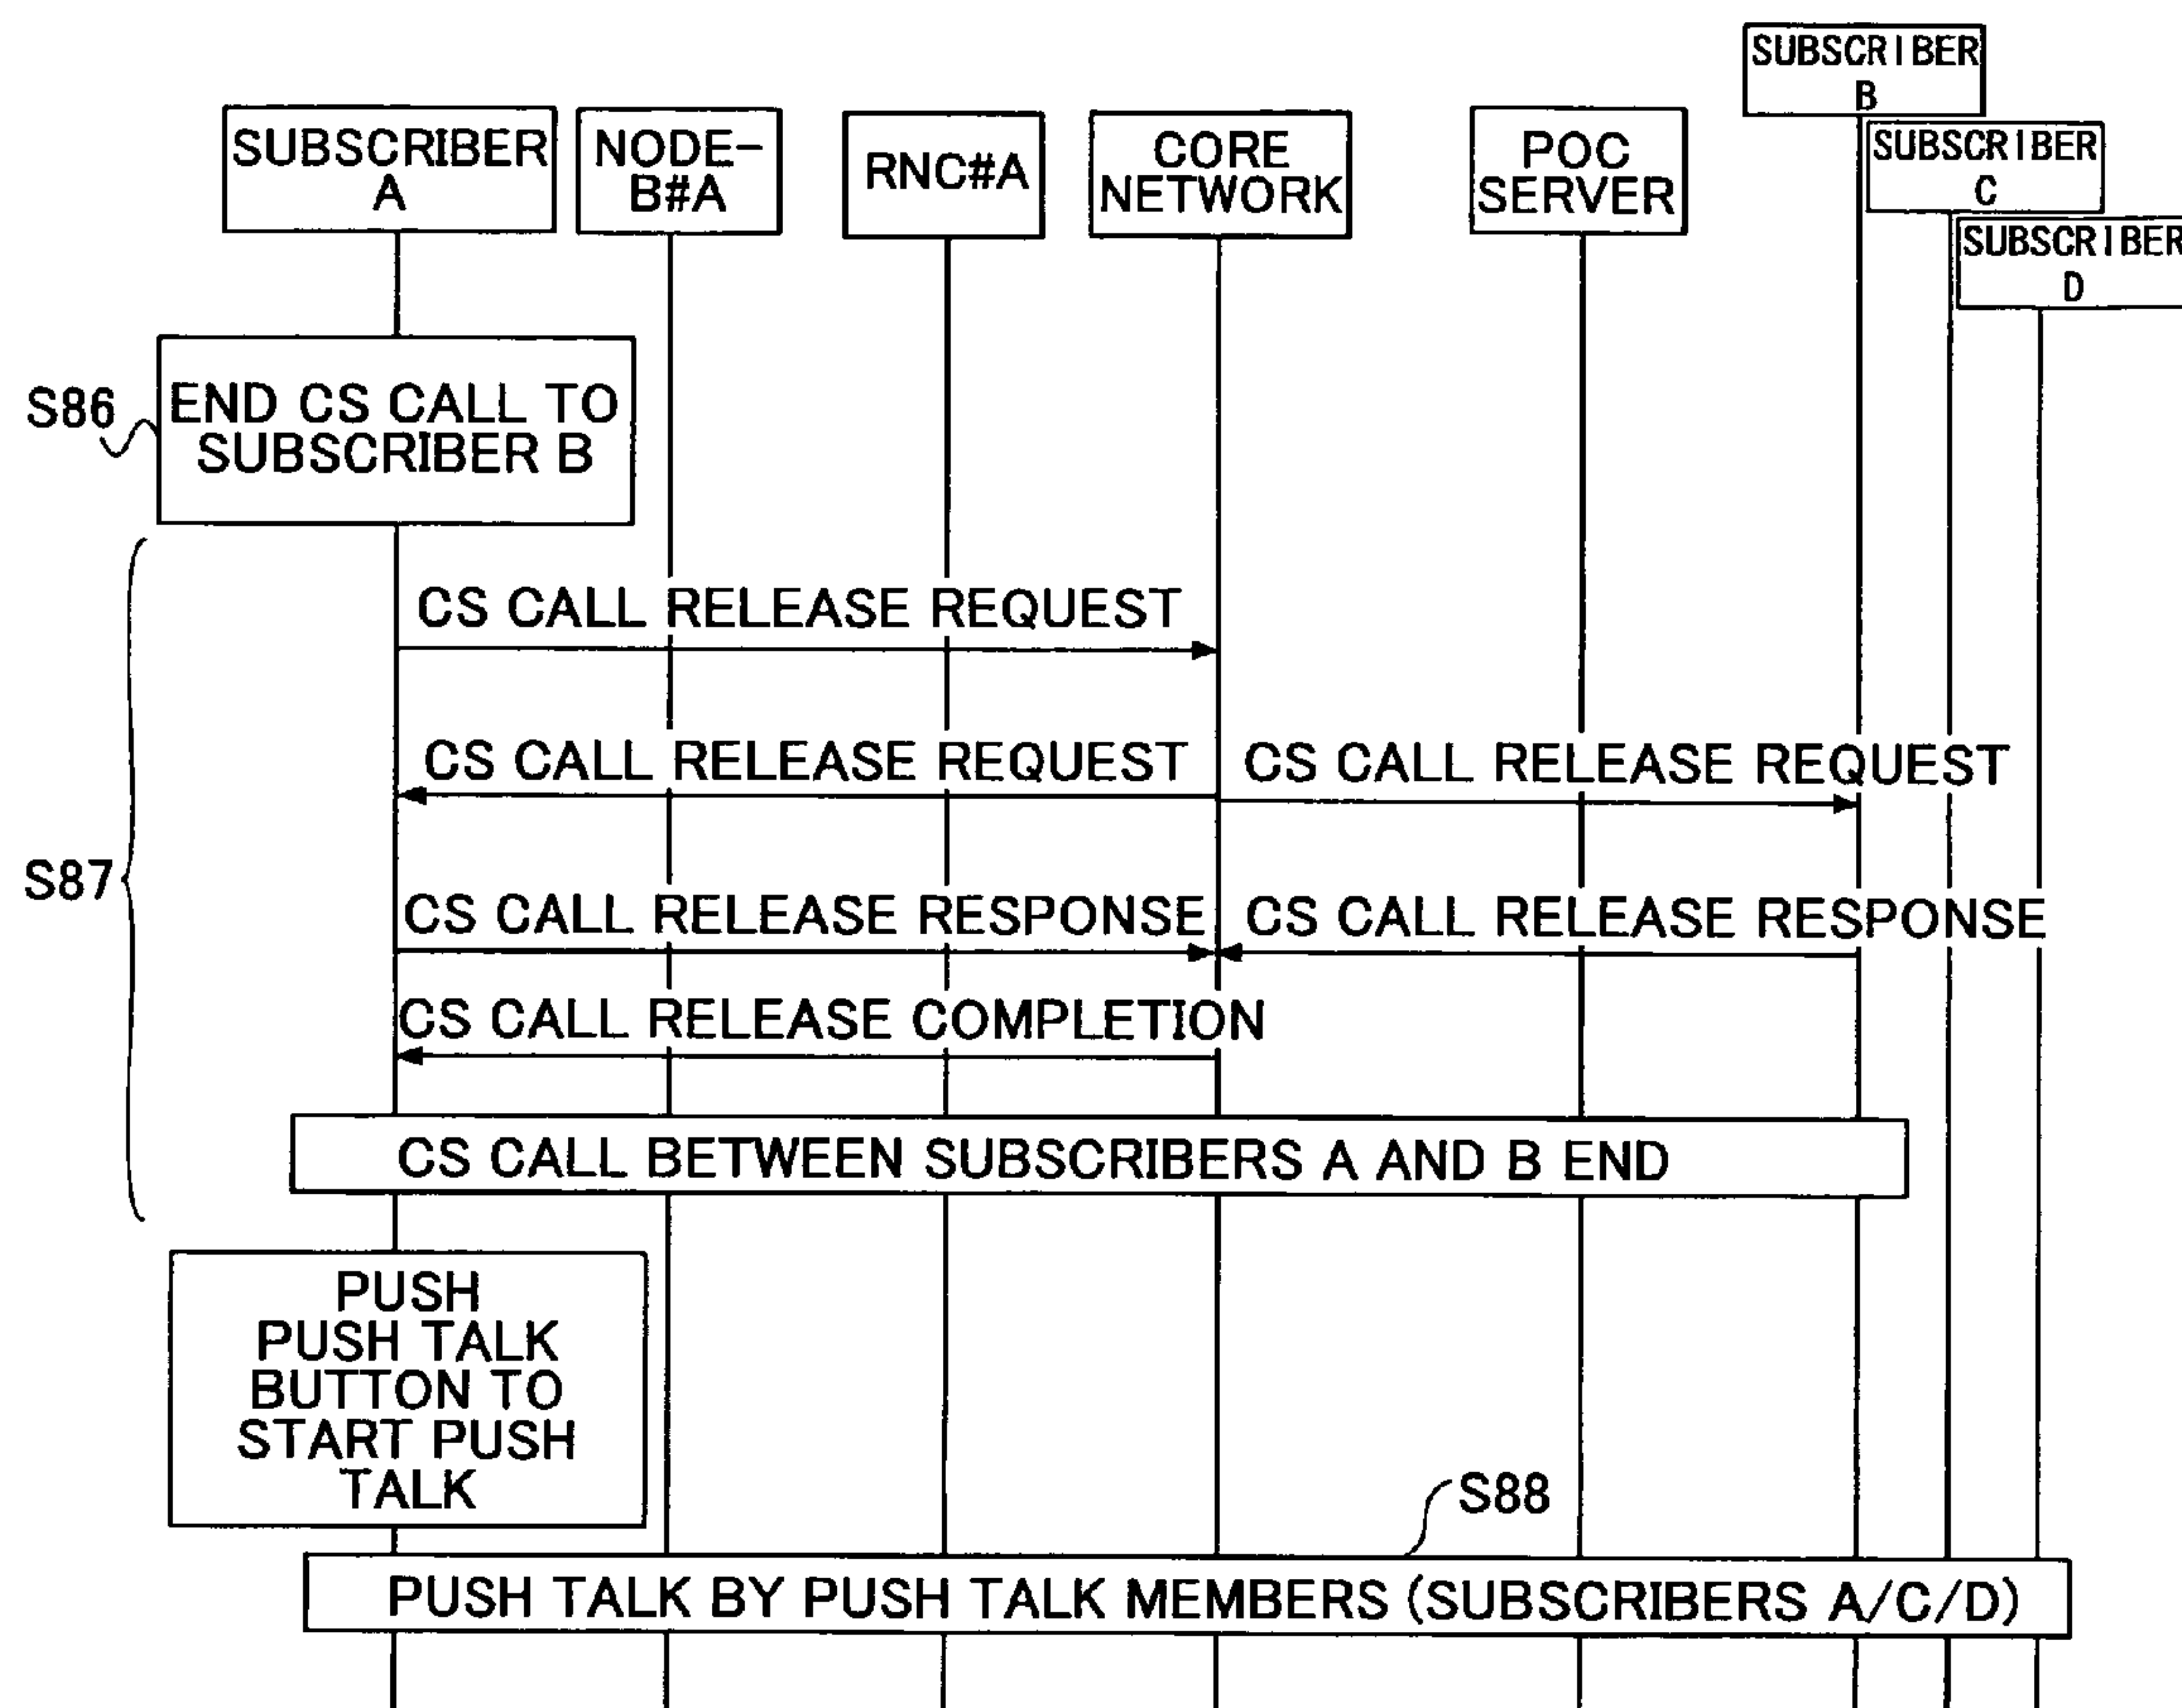 SUBSCRIBER
B
SUBSCRIBER
A
NODE-
B#A
RNC#A
CORE
NETWORK
POC
SERVER
SUBSCRIBER
C
SUBSCRIBER
D
S86
END CS CALL TO
SUBSCRIBER B
S87
CS CALL RELEASE REQUEST
CS CALL RELEASE REQUEST
CS CALL RELEASE REQUEST
CS CALL RELEASE RESPONSE
CS CALL RELEASE RESPONSE
CS CALL RELEASE COMPLETION
CS CALL BETWEEN SUBSCRIBERS A AND B END
PUSH
PUSH TALK
BUTTON TO
START PUSH
TALK
S88
PUSH TALK BY PUSH TALK MEMBERS (SUBSCRIBERS A/C/D)